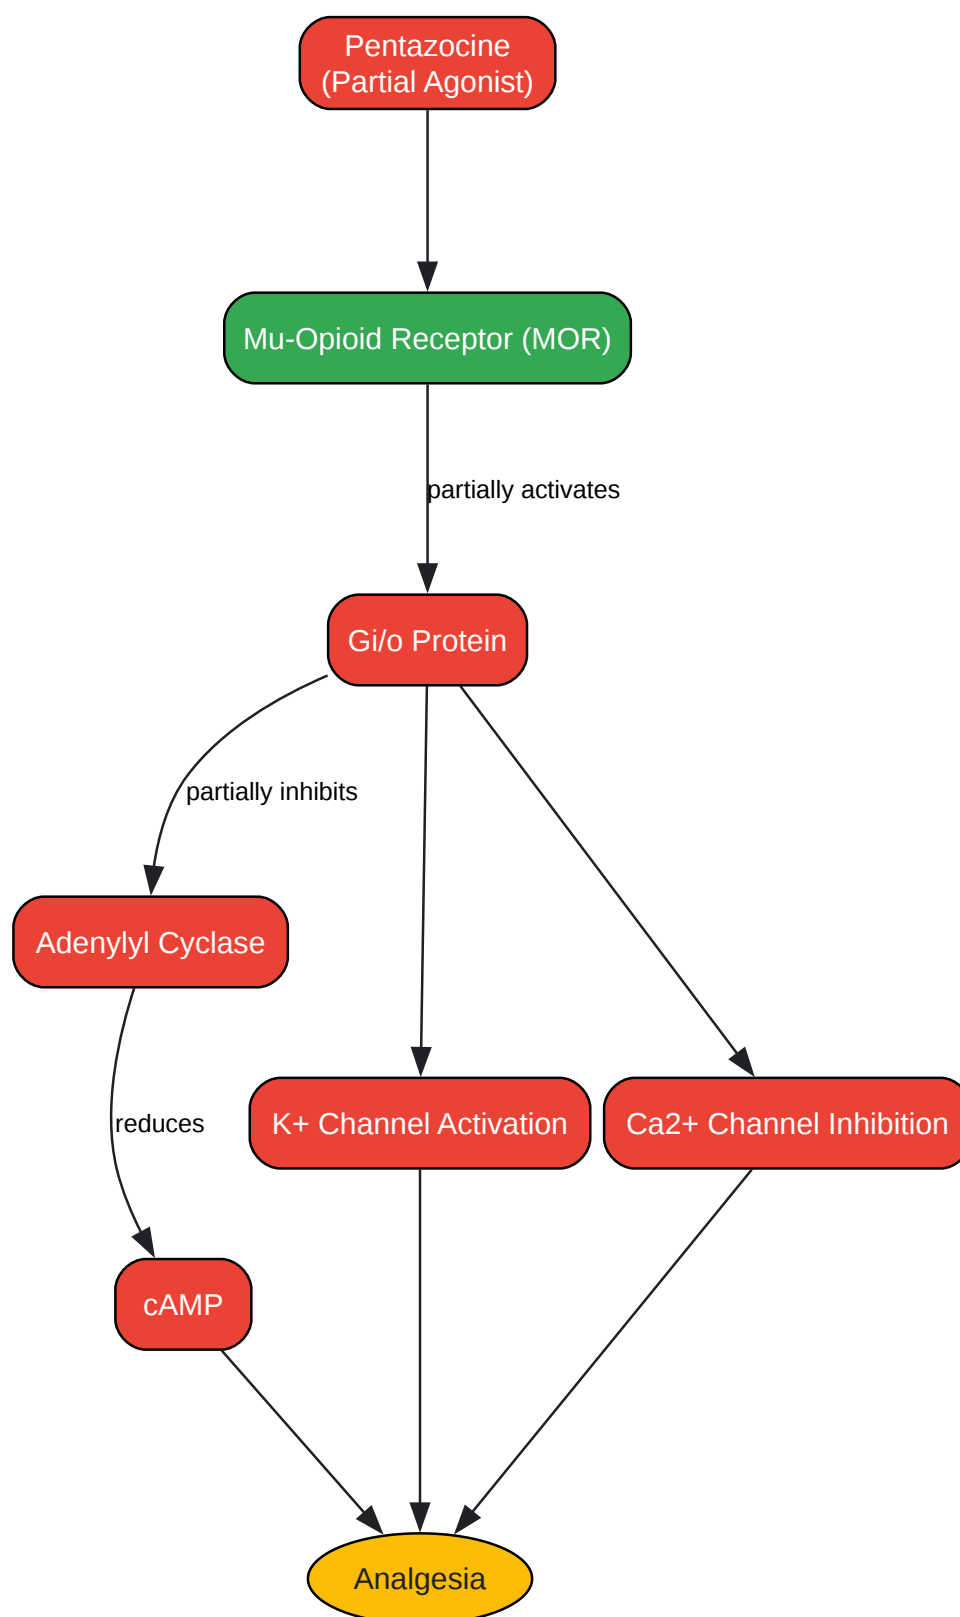 Pentazocine
(Partial Agonist)
Mu-Opioid Receptor (MOR)
partially activates
Gi/o Protein
partially inhibits
Adenylyl Cyclase
reduces
K+ Channel Activation
Ca2+ Channel Inhibition
cAMP
Analgesia